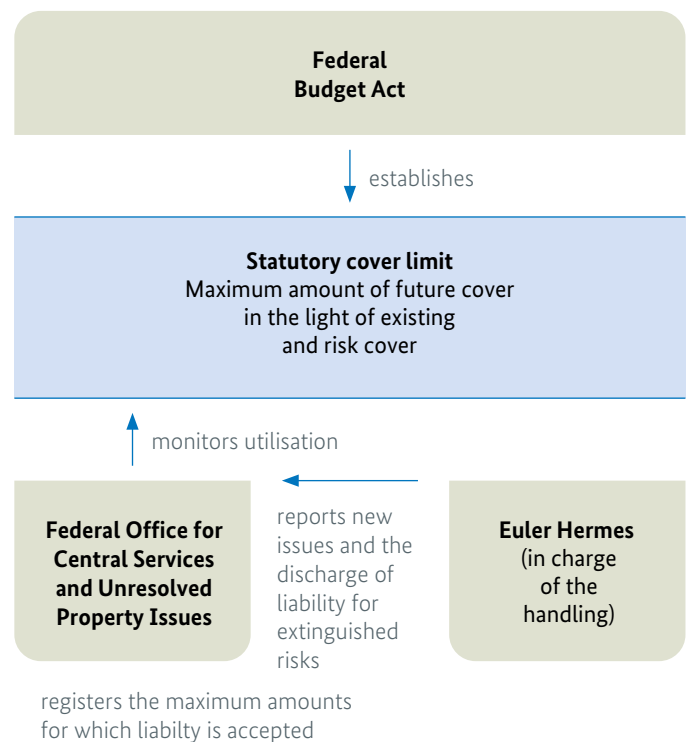 Federal
Budget Act
establishes
Statutory cover limit
Maximum amount of future cover
in the light of existing
and risk cover
monitors utilisation
Federal Office for
Central Services
and Unresolved
Property Issues
reports new
issues and the
discharge of
liability for
extinguished
risks
Euler Hermes
(in charge
of the
handling)
registers the maximum amounts
for which liabilty is accepted